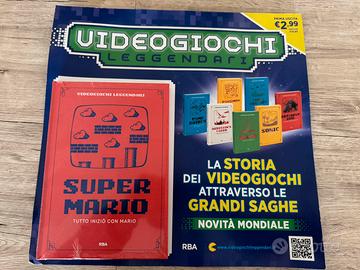 VIDEOGIOCHI
LEGGENDARI
PRIMA USCITA
€2,99
VIDEOGIOCHI LEGGENDARI
SUPER
MARIO
TUTTO INIZIÒ CON MARIO
RBA
SONIC
LA STORIA
DEI VIDEOGIOCHI
ATTRAVERSO LE
GRANDI SAGHE
NOVITÀ MONDIALE
RBA
subito